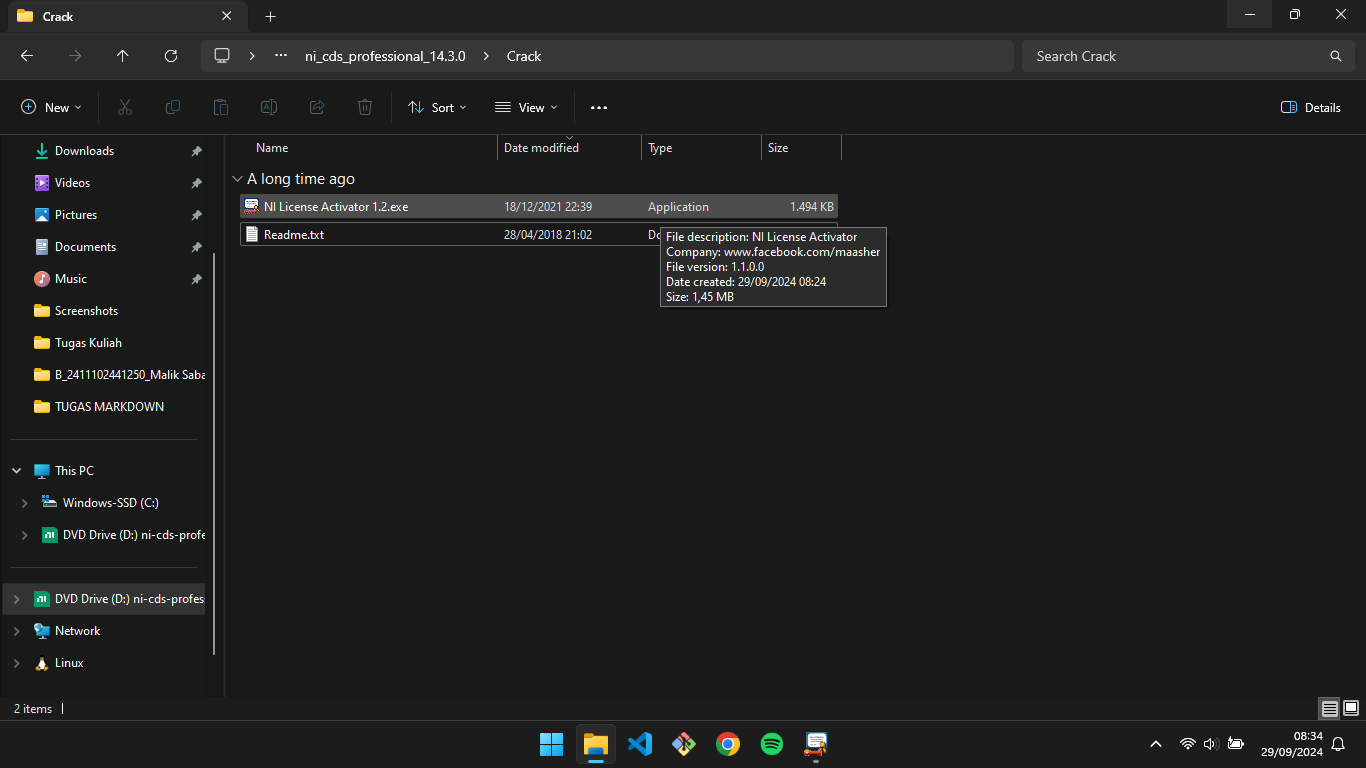 Crack
ni_cds_professional_14.3.0 Crack
Search Crack
New Sort View Details
Downloads
Videos
Pictures
Documents
Music
Screenshots
Tugas Kuliah
B_2411102441250_Malik Saba
TUGAS MARKDOWN
This PC
Windows-SSD (C:)
DVD Drive (D:) ni-cds-profe
DVD Drive (D:) ni-cds-profes
Network
Linux
Name Date modified Type Size
A long time ago
NI License Activator 1.2.exe 18/12/2021 22:39 Application 1.494 KB
Readme.txt 28/04/2018 21:02 Do
File description: NI License Activator
Company: www.facebook.com/maasher
File version: 1.1.0.0
Date created: 29/09/2024 08:24
Size: 1,45 MB
2 items
08:34
29/09/2024